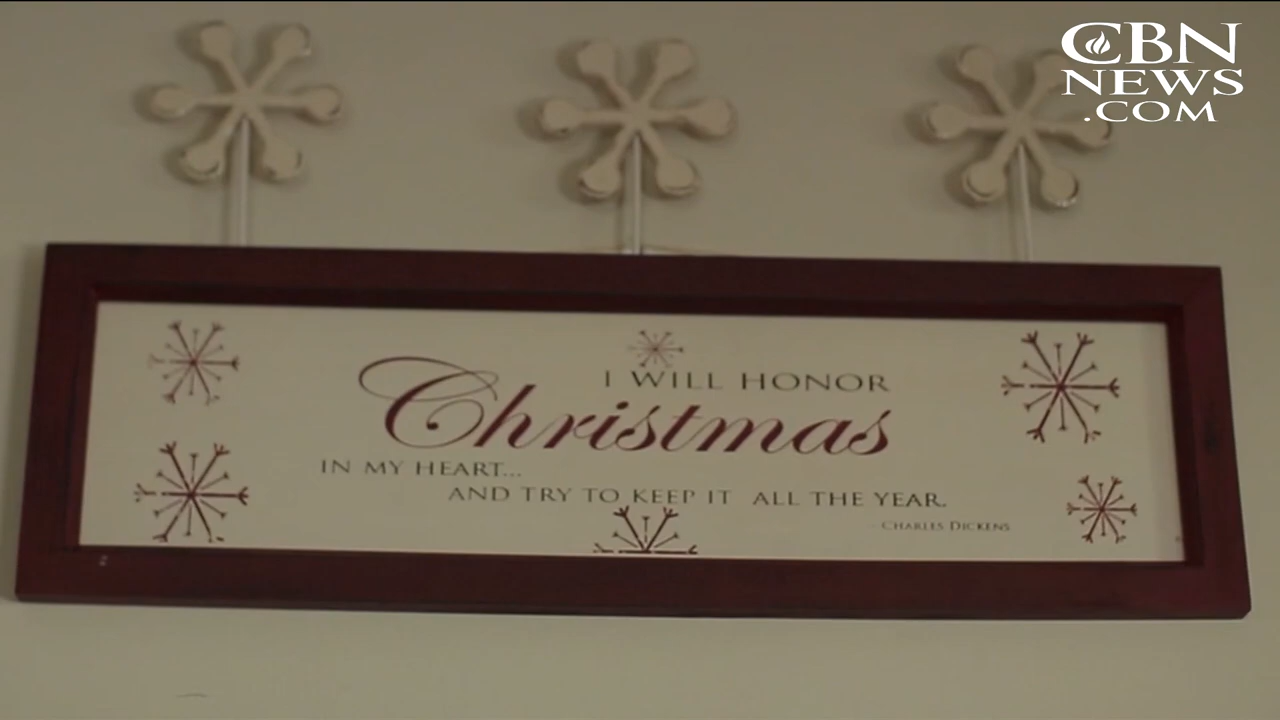 CBN
NEWS
.COM
I WILL HONOR
Christmas
IN MY HEART...
AND TRY TO KEEP IT ALL THE YEAR.
- CHARLES DICKENS